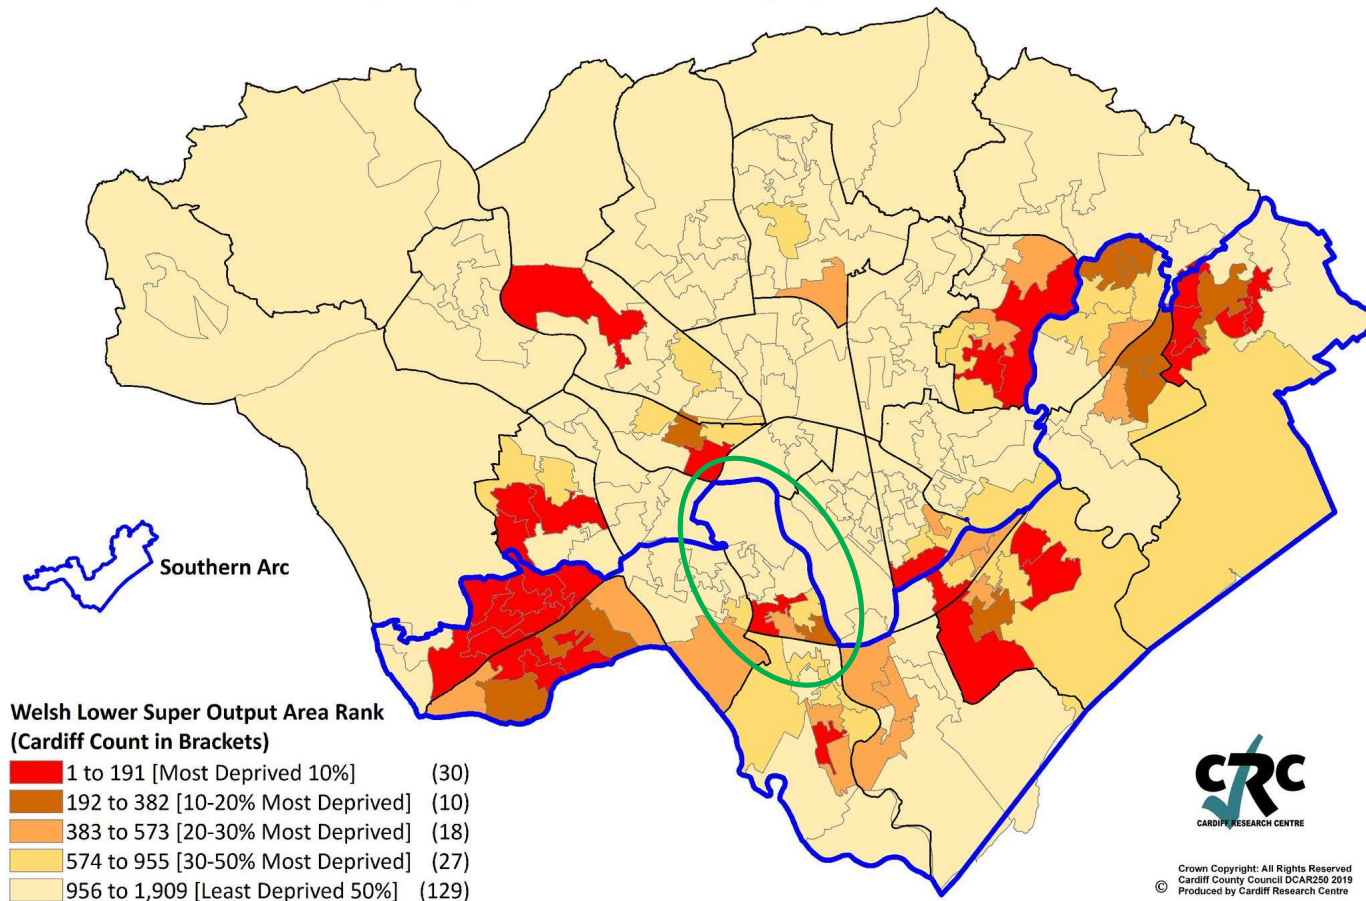 Southern Arc
Welsh Lower Super Output Area Rank
(Cardiff Count in Brackets)
1 to 191 [Most Deprived 10%] (30)
192 to 382 [10-20% Most Deprived] (10)
383 to 573 [20-30% Most Deprived] (18)
574 to 955 [30-50% Most Deprived] (27)
956 to 1,909 [Least Deprived 50%] (129)
CRC
CARDIFF RESEARCH CENTRE
Crown Copyright: All Rights Reserved
Cardiff County Council DCAR250 2019
© Produced by Cardiff Research Centre